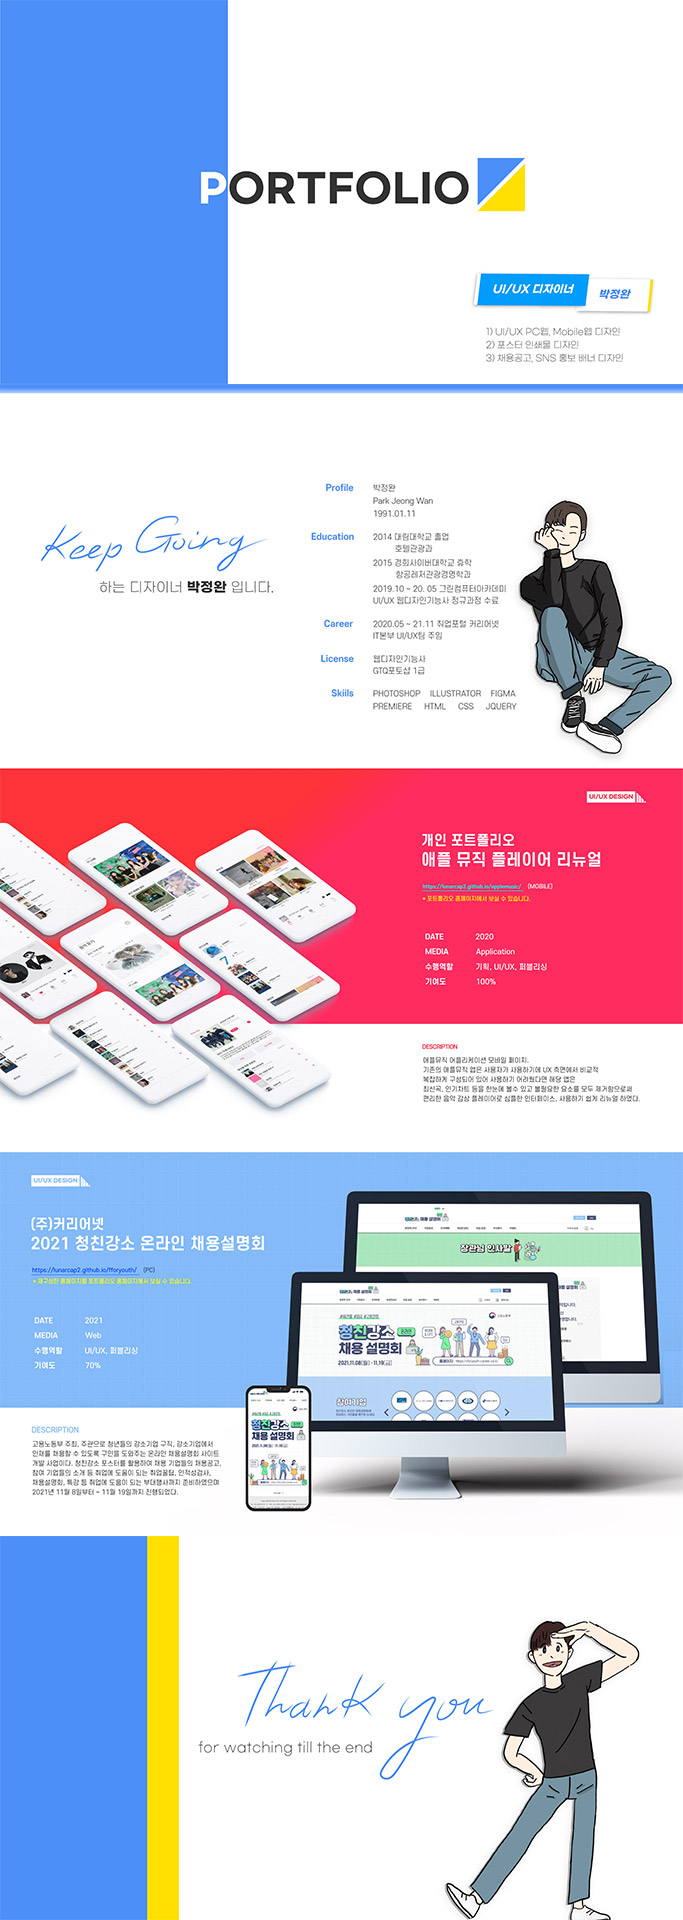 PORTFOLIO
UI/UX 디자이너
박정완
1) UI/UX PC웹, Mobile웹 디자인
2) 포스터 인쇄물 디자인
3) 채용공고, SNS 홍보 배너 디자인
Keep Going
하는 디자이너 박정완 입니다.
Profile
박정완
Park Jeong Wan
1991.01.11
Education
2014 대림대학교 졸업
호텔관광과
2015 경희사이버대학교 휴학
항공레저관광경영학과
2019.10 ~ 20. 05 그린컴퓨터아카데미
UI/UX 웹디자인기능사 정규과정 수료
Career
2020.05 ~ 21.11 취업포털 커리어넷
IT본부 UI/UX팀 주임
License
웹디자인기능사
GTQ포토샵 1급
Skiils
PHOTOSHOP ILLUSTRATOR FIGMA
PREMIERE HTML CSS JQUERY
UI/UX DESIGN
개인 포트폴리오
애플 뮤직 플레이어 리뉴얼
https://lunarcap2.github.io/applemusic/ (MOBILE)
* 포트폴리오 홈페이지에서 보실 수 있습니다.
DATE 2020
MEDIA Application
수행역할 기획, UI/UX, 퍼블리싱
기여도 100%
DESCRIPTION
애플뮤직 어플리케이션 모바일 페이지.
기존의 애플뮤직 앱은 사용자가 사용하기에 UX 측면에서 비교적
복잡하게 구성되어 있어 사용하기 어려웠다면 해당 앱은
최신곡, 인기차트 등을 한눈에 볼수 있고 불필요한 요소를 모두 제거함으로써
편리한 음악 감상 플레이어로 심플한 인터페이스, 사용하기 쉽게 리뉴얼 하였다.
UI/UX DESIGN
(주)커리어넷
2021 청친강소 온라인 채용설명회
https://lunarcap2.github.io/fforyouth/ (PC)
* 재구성한 홈페이지를 포트폴리오 홈페이지에서 보실 수 있습니다.
DATE 2021
MEDIA Web
수행역할 UI/UX, 퍼블리싱
기여도 70%
장관님 인사말
청친강소
채용 설명회
2021.11.08(월) - 11.19(금)
참여기업
청친강소
채용 설명회
DESCRIPTION
고용노동부 주최, 주관으로 청년들의 강소기업 구직, 강소기업에서
인재를 채용할 수 있도록 구인을 도와주는 온라인 채용설명회 사이트
개발 사업이다. 청친강소 포스터를 활용하여 채용 기업들의 채용공고,
참여 기업들의 소개 등 취업에 도움이 되는 취업꿀팁, 인적성검사,
채용설명회, 특강 등 취업에 도움이 되는 부대행사까지 준비하였으며
2021년 11월 8일부터 ~ 11월 19일까지 진행되었다.
Thank you
for watching till the end